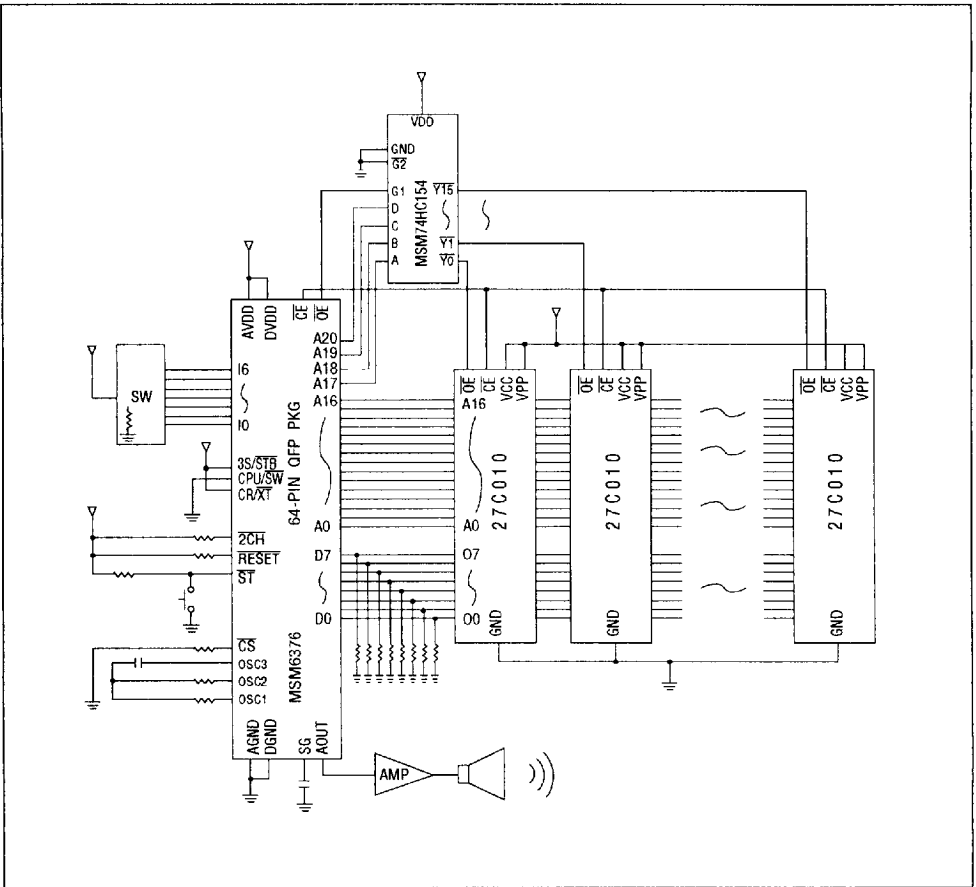 VDD
GND
G2
G1
D
C
B
A
MSM74HC154
Y15
Y1
Y0
AVDD
DVDD
CE
OE
A20
A19
A18
A17
A16
A0
D7
D0
SW
I6
I0
3S/STB
CPU/SW
CR/XT
2CH
RESET
ST
CS
OSC3
OSC2
OSC1
64-PIN QFP PKG
MSM6376
AGND
DGND
SG
AOUT
AMP
OE
CE
VCC
VPP
A16
A0
O7
O0
27C010
GND
OE
CE
VCC
VPP
27C010
GND
OE
CE
VCC
VPP
27C010
GND